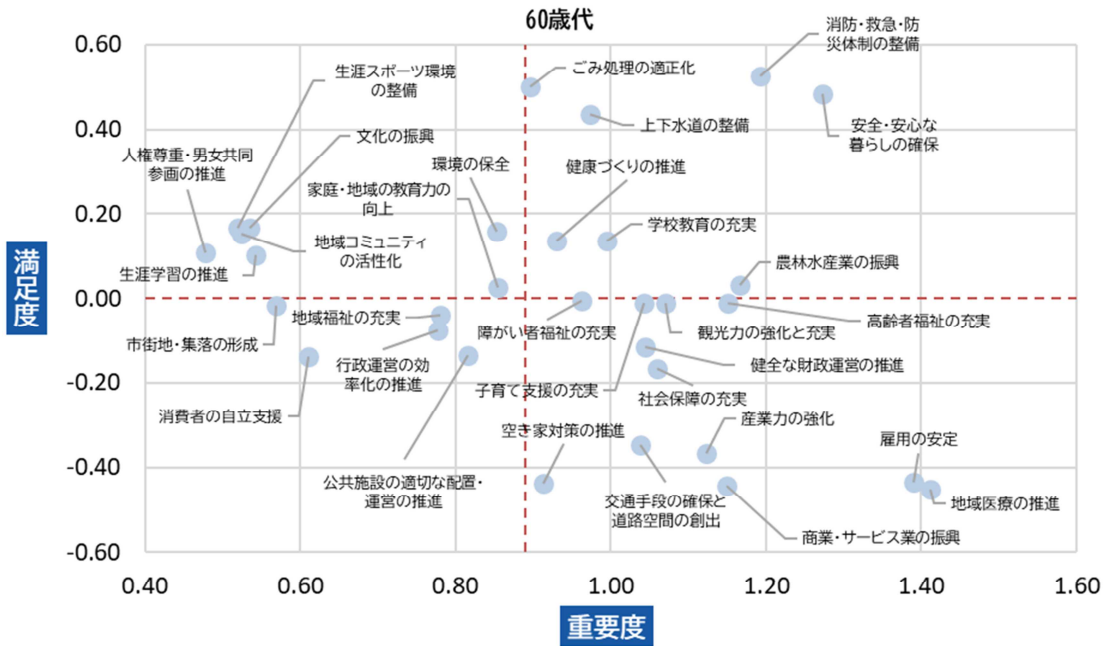 60歳代
満足度
0.60
0.40
0.20
0.00
-0.20
-0.40
-0.60
消防・救急・防
災体制の整備
ごみ処理の適正化
生涯スポーツ環境
の整備
上下水道の整備
安全・安心な
暮らしの確保
文化の振興
人権尊重・男女共同
参画の推進
環境の保全
健康づくりの推進
家庭・地域の教育力の
向上
学校教育の充実
地域コミュニティ
の活性化
生涯学習の推進
農林水産業の振興
地域福祉の充実
障がい者福祉の充実
高齢者福祉の充実
観光力の強化と充実
市街地・集落の形成
行政運営の効
率化の推進
健全な財政運営の推進
子育て支援の充実
社会保障の充実
消費者の自立支援
空き家対策の推進
産業力の強化
雇用の安定
公共施設の適切な配置・
運営の推進
交通手段の確保と
道路空間の創出
地域医療の推進
商業・サービス業の振興
0.40
0.60
0.80
1.00
1.20
1.40
1.60
重要度